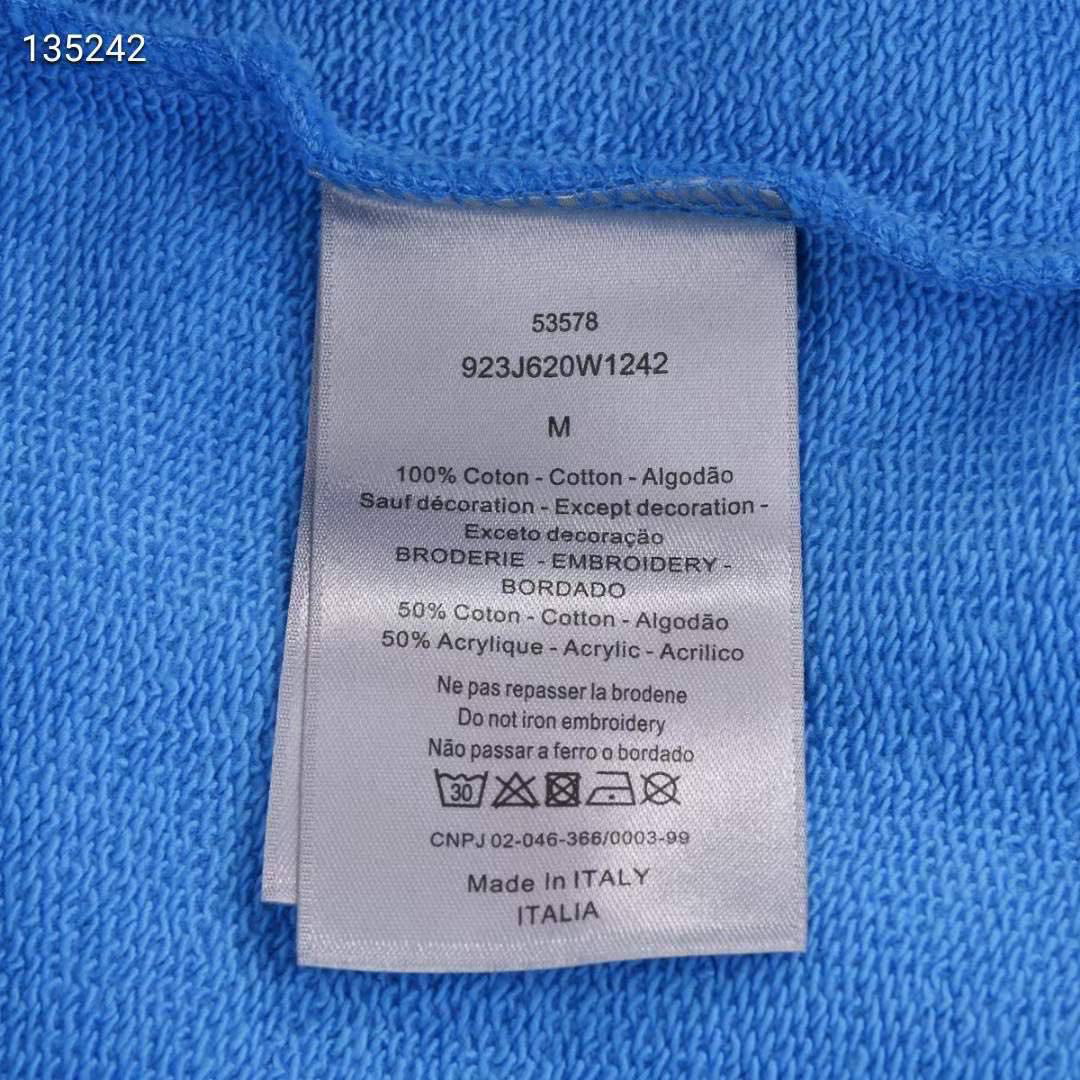 135242
53578
923J620W1242
M
100% Coton - Cotton - Algodão
Sauf décoration - Except decoration -
Exceto decoração
BRODERIE - EMBROIDERY -
BORDADO
50% Coton - Cotton - Algodão
50% Acrylique - Acrylic - Acrilico
Ne pas repasser la brodene
Do not iron embroidery
Não passar a ferro o bordado
30
CNPJ 02-046-366/0003-99
Made In ITALY
ITALIA